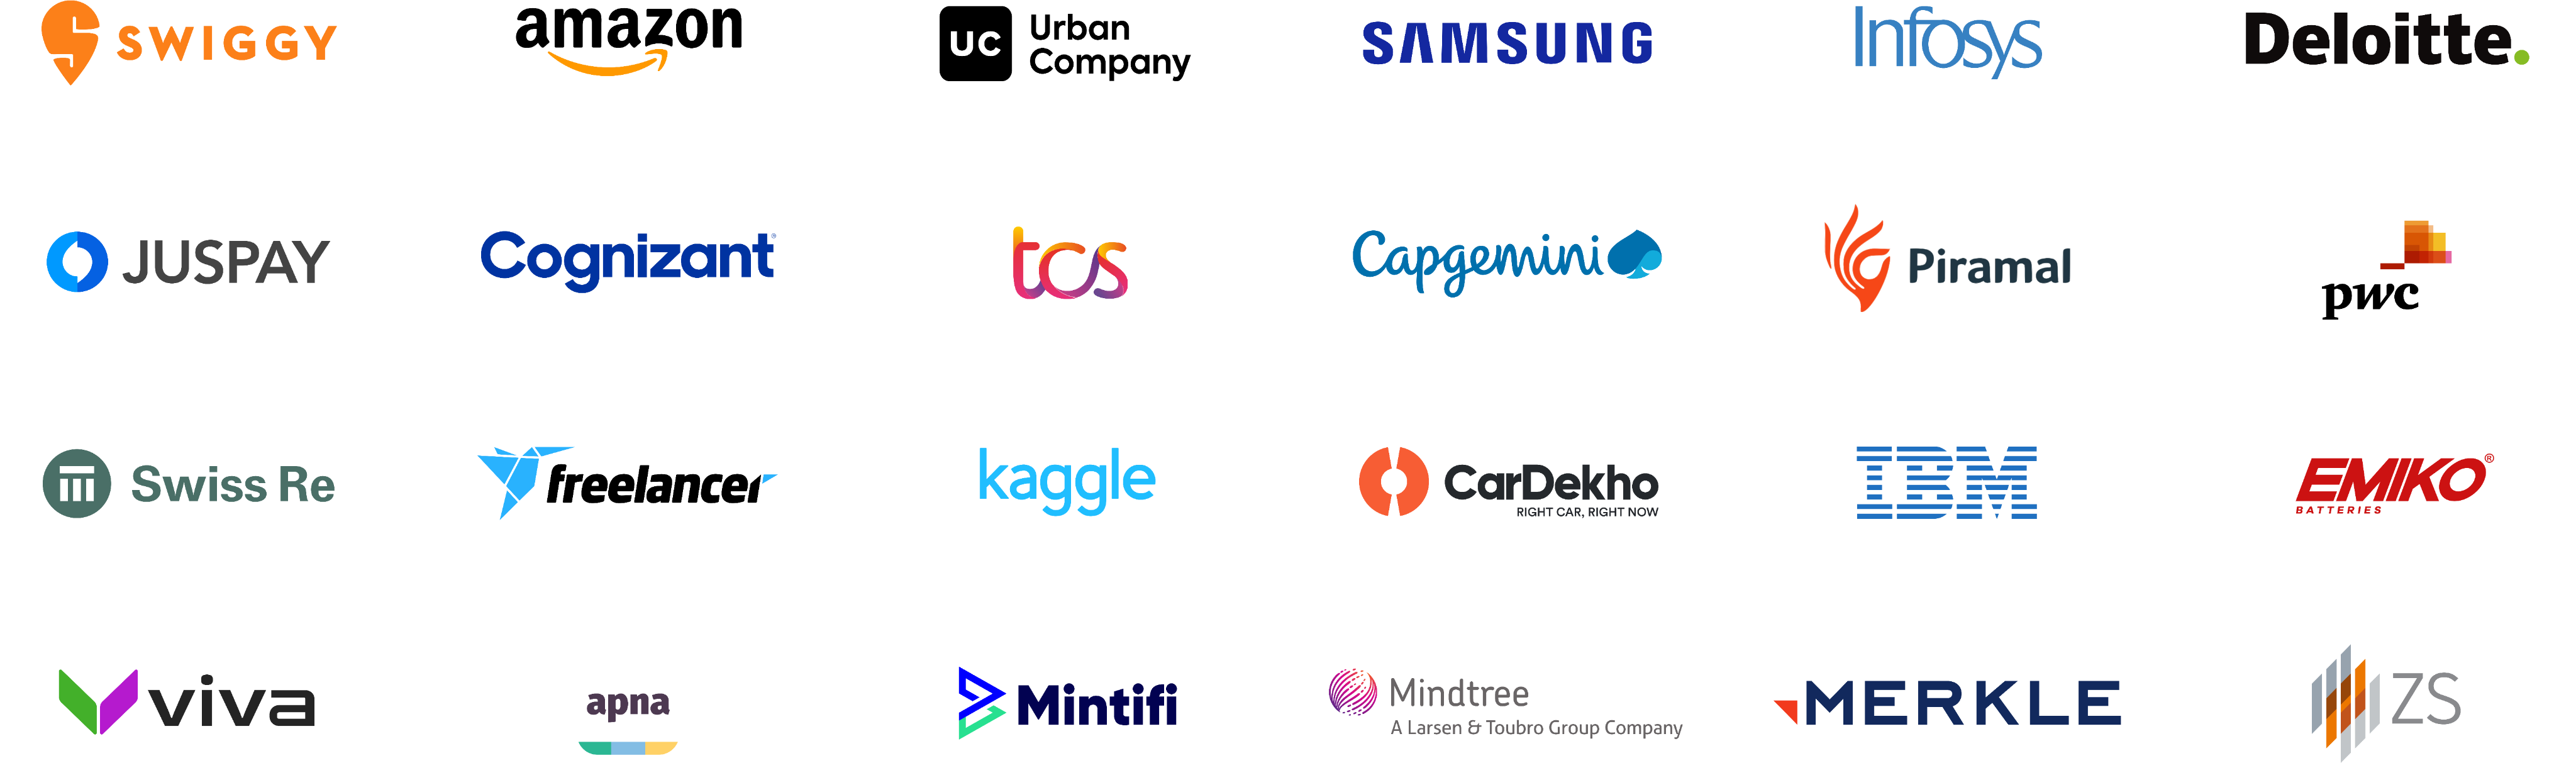 SWIGGY
amazon
UC
Urban
Company
SAMSUNG
Infosys
Deloitte.
JUSPAY
Cognizant®
tcs
Capgemini
Piramal
pwc
Swiss Re
freelancer
kaggle
CarDekho
RIGHT CAR, RIGHT NOW
IBM
EMIKO®
BATTERIES
viva
apna
Mintifi
Mindtree
A Larsen & Toubro Group Company
MERKLE
ZS